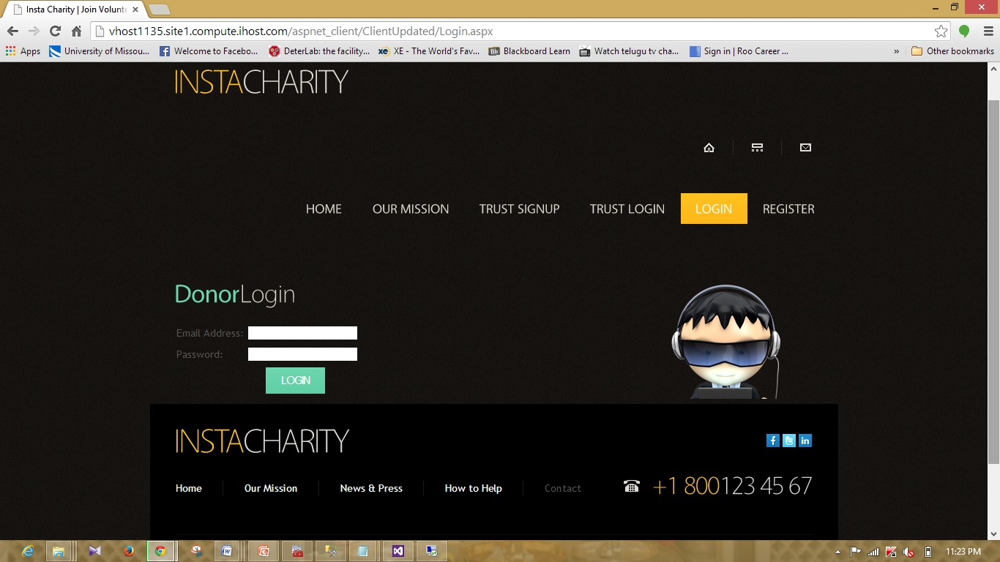 Insta Charity | Join Volunt
vhost1135.site1.compute.ihost.com/aspnet_client/ClientUpdated/Login.aspx
Apps University of Missou... Welcome to Facebo... DeterLab: the facility... XE - The World's Fav... Bb Blackboard Learn Watch telugu tv cha... Sign in | Roo Career ... » Other bookmarks
INSTACHARITY
HOME OUR MISSION TRUST SIGNUP TRUST LOGIN LOGIN REGISTER
DonorLogin
Email Address:
Password:
LOGIN
INSTACHARITY
Home Our Mission News & Press How to Help Contact
+1 800123 45 67
11:23 PM